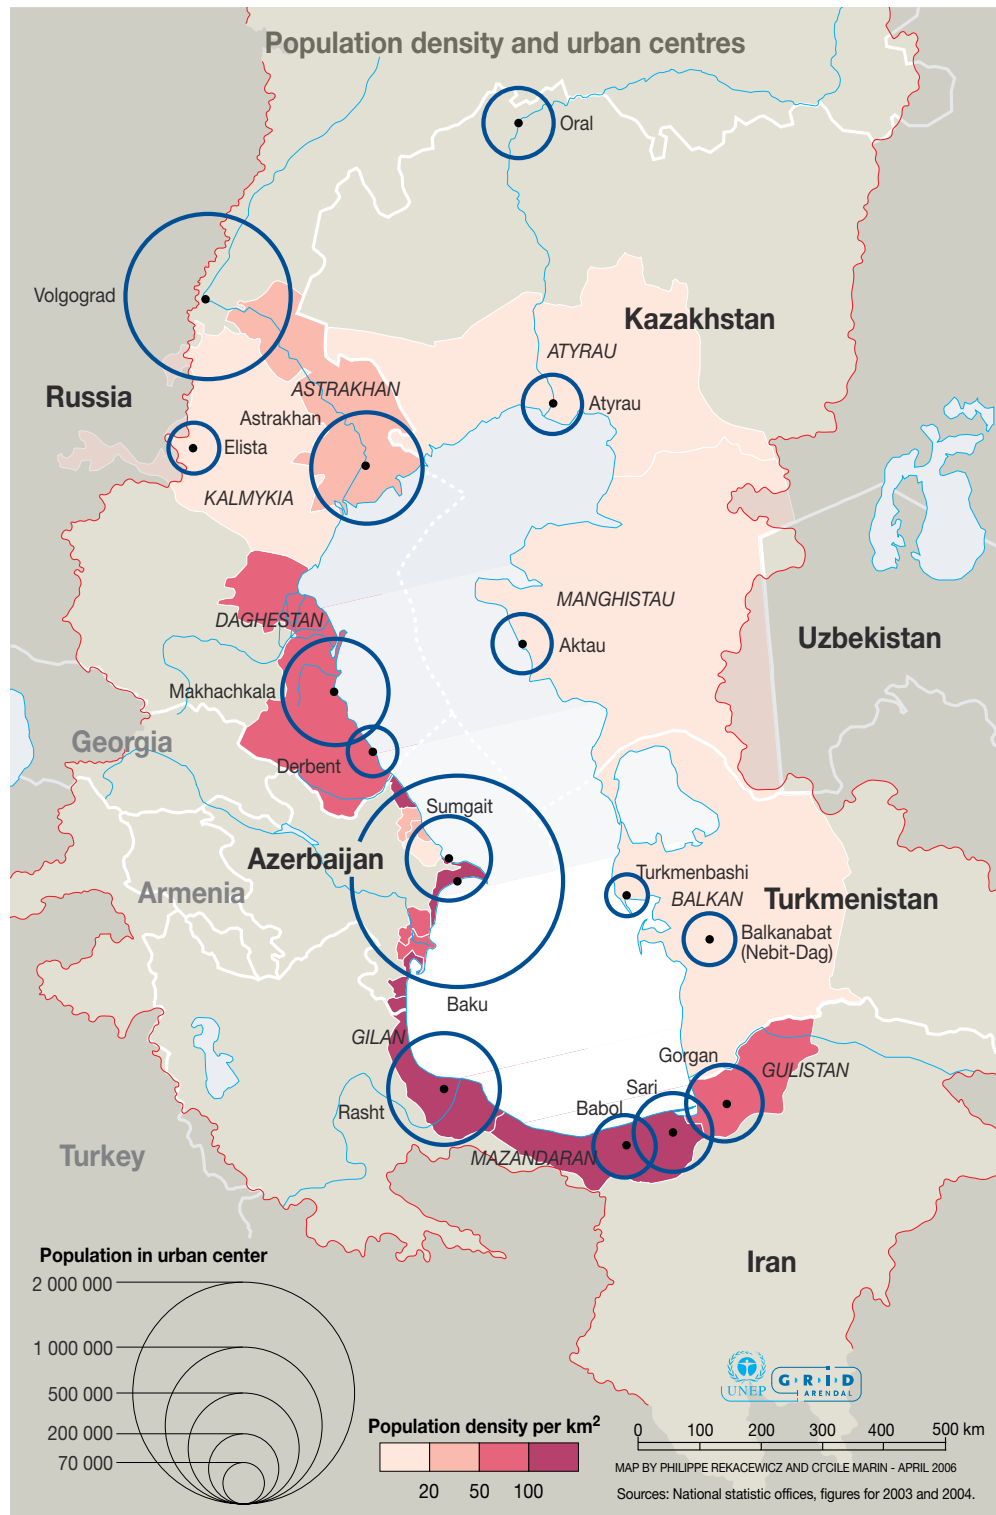 Population density and urban centres
Oral
Volgograd
Kazakhstan
ATYRAU
Russia
ASTRAKHAN
Astrakhan
Atyrau
Elista
KALMYKIA
MANGHISTAU
DAGHESTAN
Uzbekistan
Aktau
Makhachkala
Georgia
Derbent
Sumgait
Azerbaijan
Turkmenbashi
Armenia
BALKAN
Turkmenistan
Balkanabat
(Nebit-Dag)
Baku
GILAN
Gorgan
GULISTAN
Sari
Rasht
Babol
Turkey
MAZANDARAN
Iran
Population in urban center
2 000 000
1 000 000
500 000
200 000
70 000
Population density per km2
20 50 100
UNEP
G R I D
ARENDAL
0 100 200 300 400 500 km
MAP BY PHILIPPE REKACEWICZ AND CΓCILE MARIN - APRIL 2006
Sources: National statistic offices, figures for 2003 and 2004.